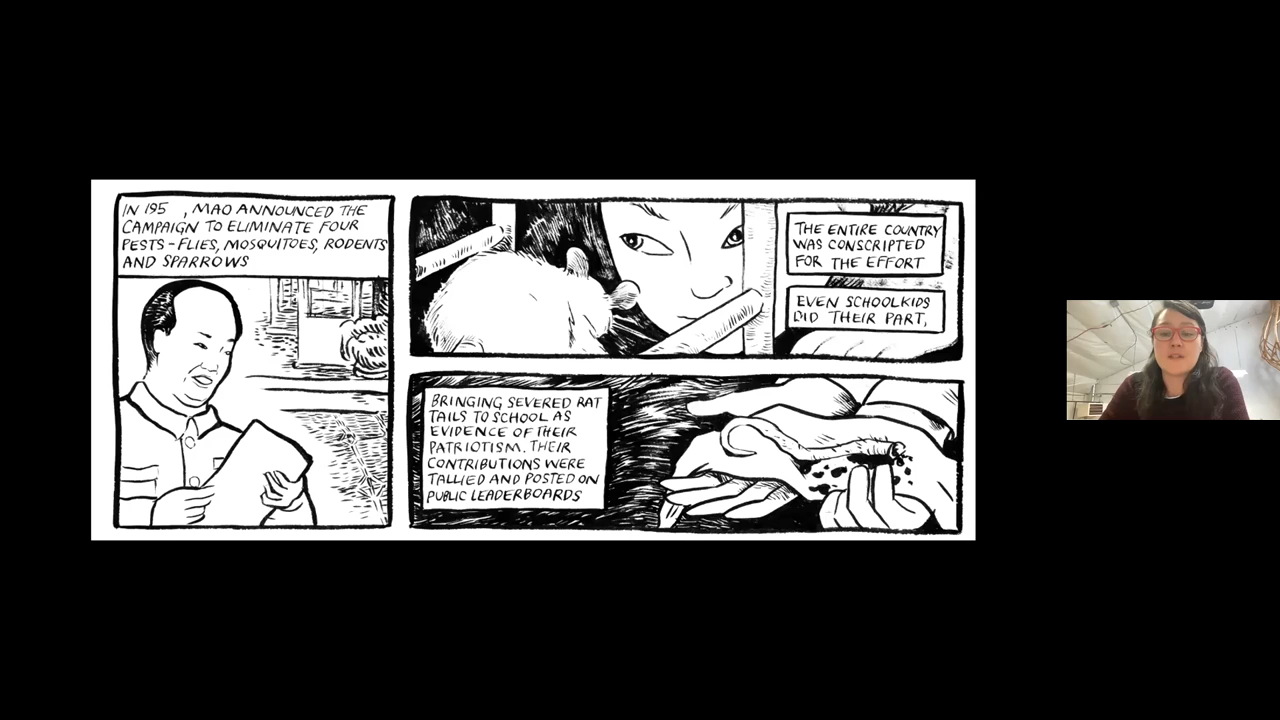 IN 195 , MAO ANNOUNCED THE
CAMPAIGN TO ELIMINATE FOUR
PESTS - FLIES, MOSQUITOES, RODENTS
AND SPARROWS
THE ENTIRE COUNTRY
WAS CONSCRIPTED
FOR THE EFFORT
EVEN SCHOOLKIDS
DID THEIR PART,
BRINGING SEVERED RAT
TAILS TO SCHOOL AS
EVIDENCE OF THEIR
PATRIOTISM. THEIR
CONTRIBUTIONS WERE
TALLIED AND POSTED ON
PUBLIC LEADERBOARDS